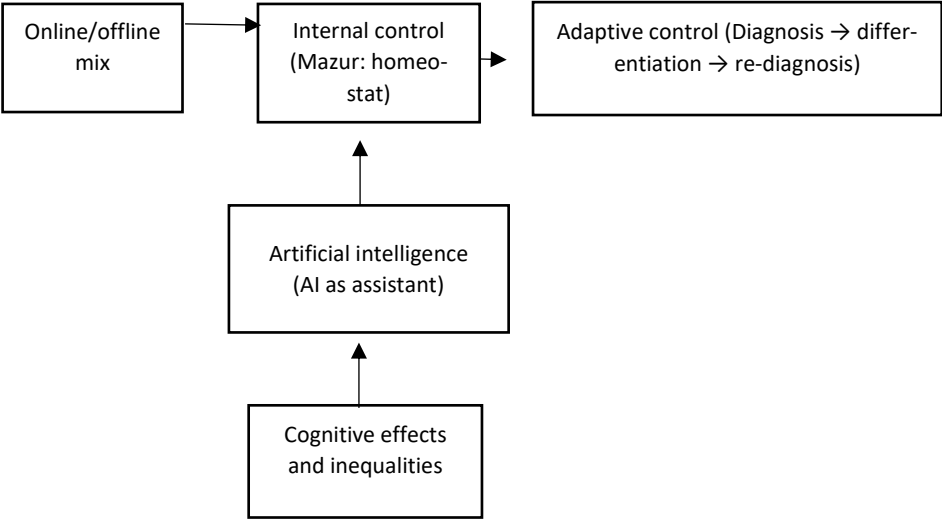 Online/offline
mix
Internal control
(Mazur: homeo-
stat)
Adaptive control (Diagnosis → differ-
entiation → re-diagnosis)
Artificial intelligence
(AI as assistant)
Cognitive effects
and inequalities